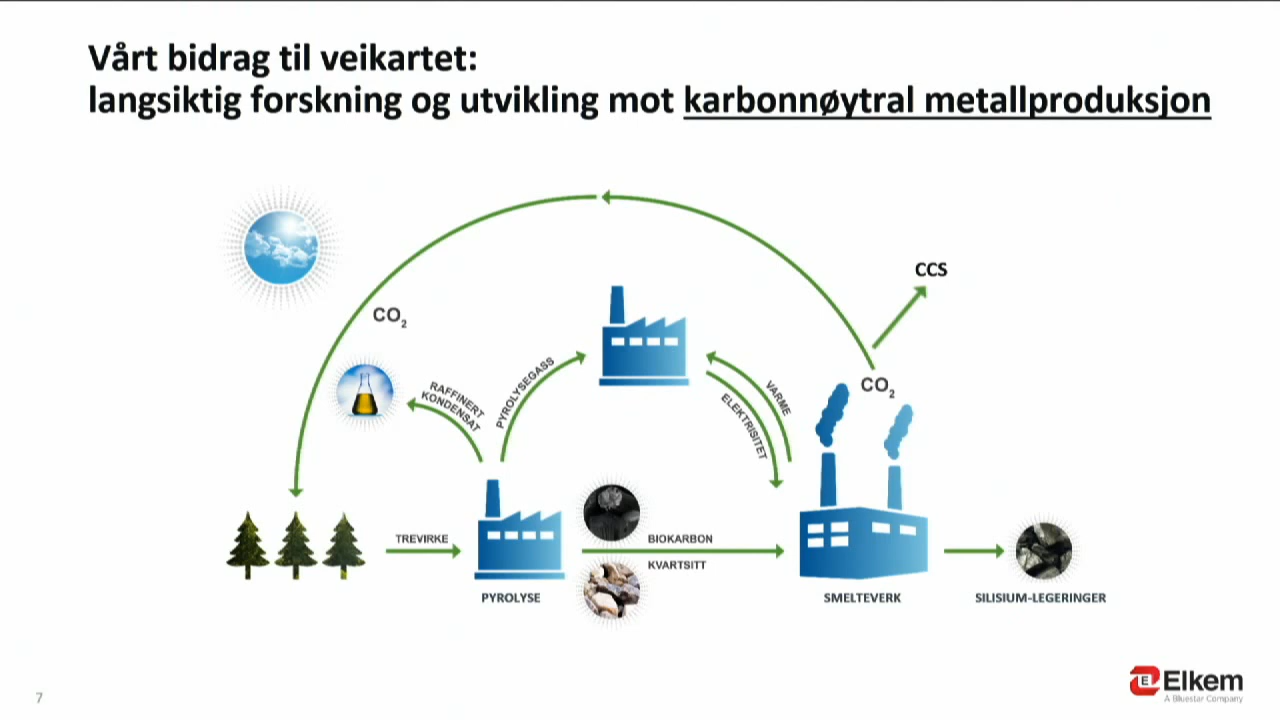 Vårt bidrag til veikartet:
langsiktig forskning og utvikling mot karbonnøytral metallproduksjon
CCS
CO₂
CO₂
RAFFINERT
KONDENSAT
PYROLYSEGASS
VARME
ELEKTRISITET
TREVIRKE
BIOKARBON
KVARTSITT
PYROLYSE
SMELTEVERK
SILISIUM-LEGERINGER
7
Elkem
A Bluestar Company